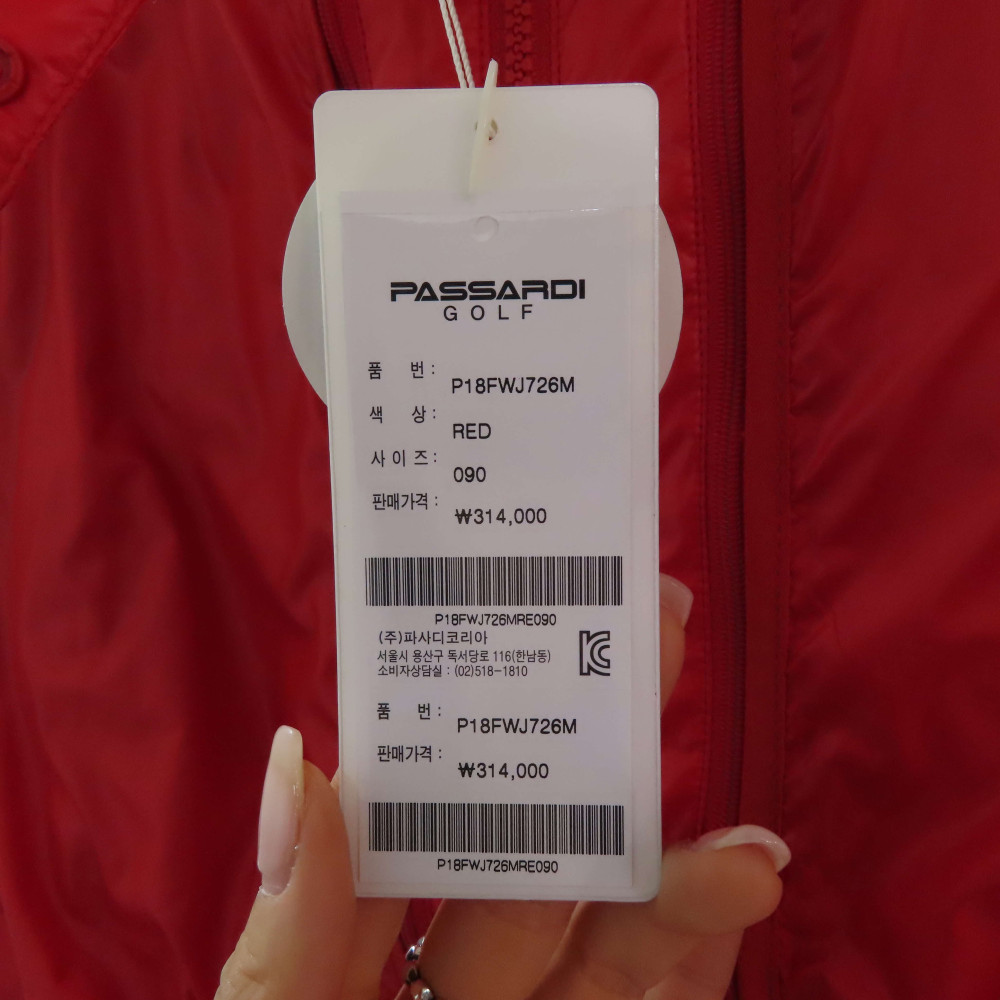 PASSARDI
GOLF
품 번 : P18FWJ726M
색 상 : RED
사 이 즈 : 090
판매가격 : ₩314,000
P18FWJ726MRE090
(주)파사디코리아
서울시 용산구 독서당로 116(한남동)
소비자상담실 : (02)518-1810
품 번 : P18FWJ726M
판매가격 : ₩314,000
P18FWJ726MRE090